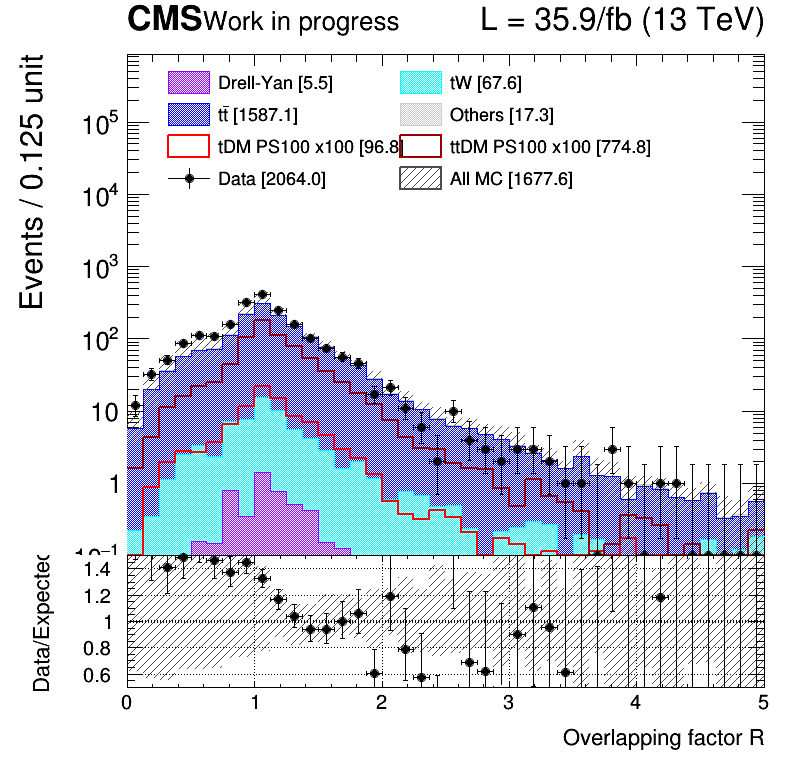 CMS Work in progress L = 35.9/fb (13 TeV)
Events / 0.125 unit
Drell-Yan [5.5] tW [67.6]
tt̄ [1587.1] Others [17.3]
tDM PS100 x100 [96.8] ttDM PS100 x100 [774.8]
Data [2064.0] All MC [1677.6]
10⁵
10⁴
10³
10²
10
1
10⁻¹
Data/Expected
1.4
1.2
1
0.8
0.6
0 1 2 3 4 5
Overlapping factor R